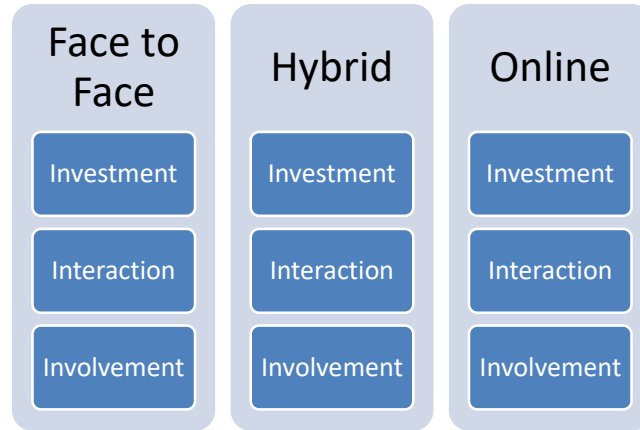 Face to
Face
Investment
Interaction
Involvement
Hybrid
Investment
Interaction
Involvement
Online
Investment
Interaction
Involvement